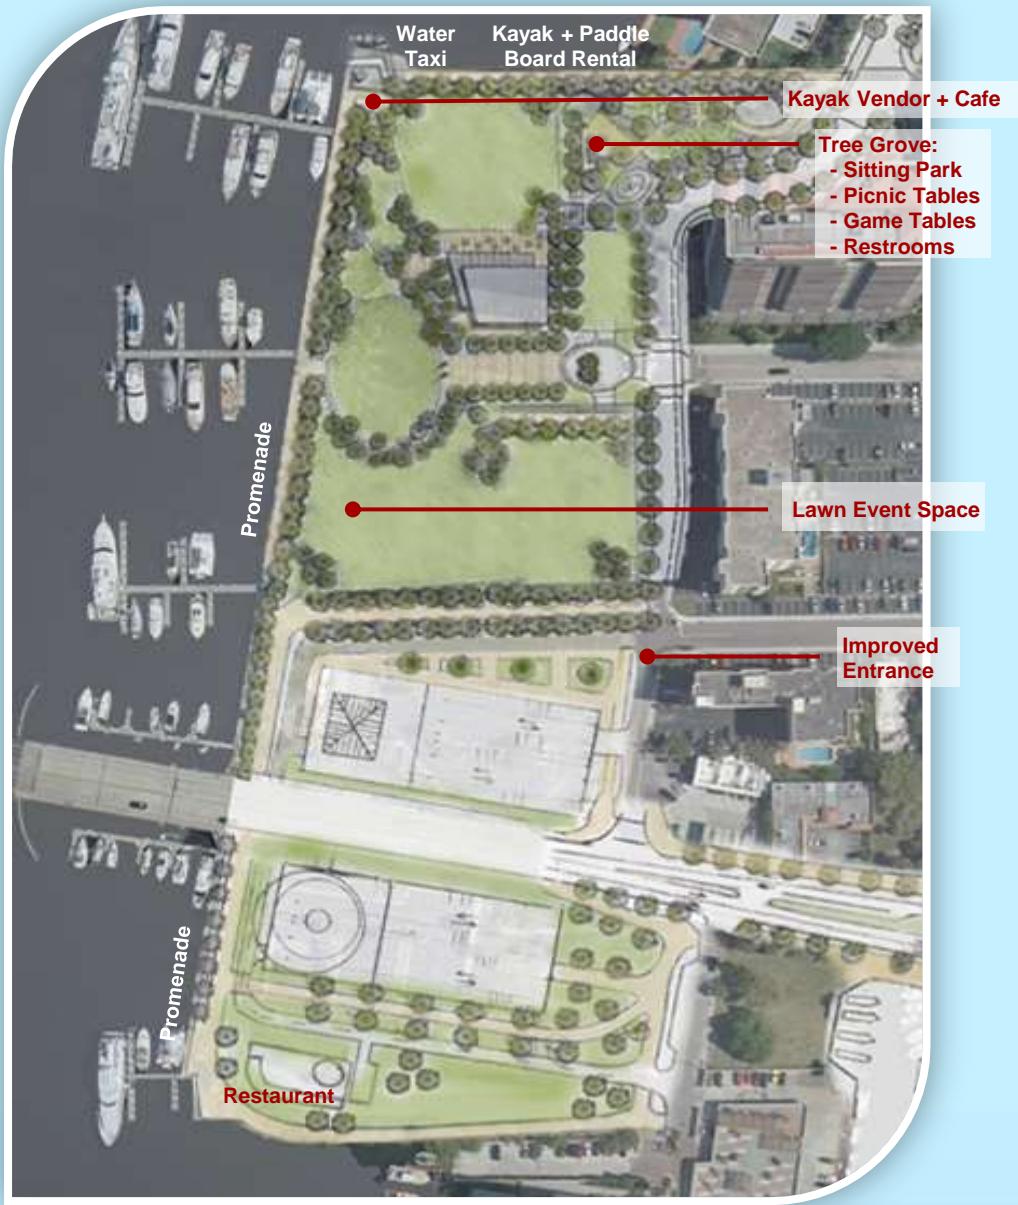 Water
Taxi
Kayak + Paddle
Board Rental
Kayak Vendor + Cafe
Tree Grove:
- Sitting Park
- Picnic Tables
- Game Tables
- Restrooms
Promenade
Lawn Event Space
Improved
Entrance
Promenade
Restaurant